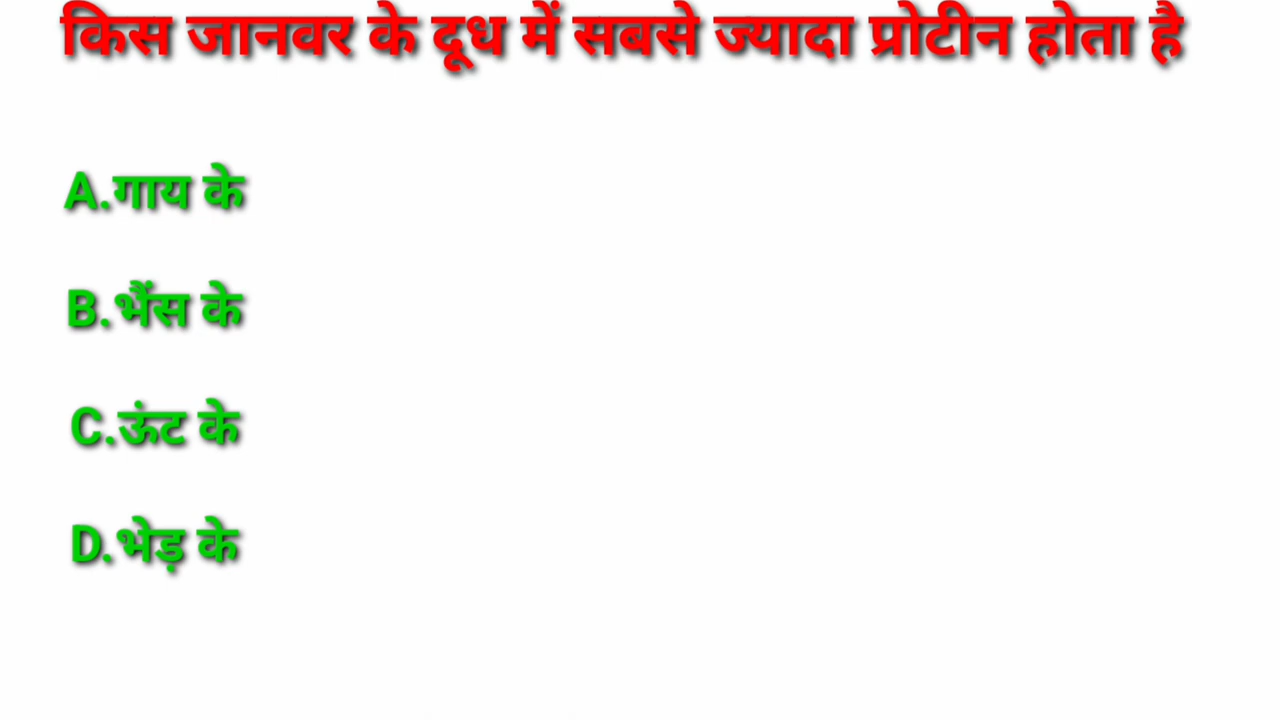 किस जानवर के दूध में सबसे ज्यादा प्रोटीन होता है
A.गाय के
B.भैंस के
C.ऊंट के
D.भेड़ के